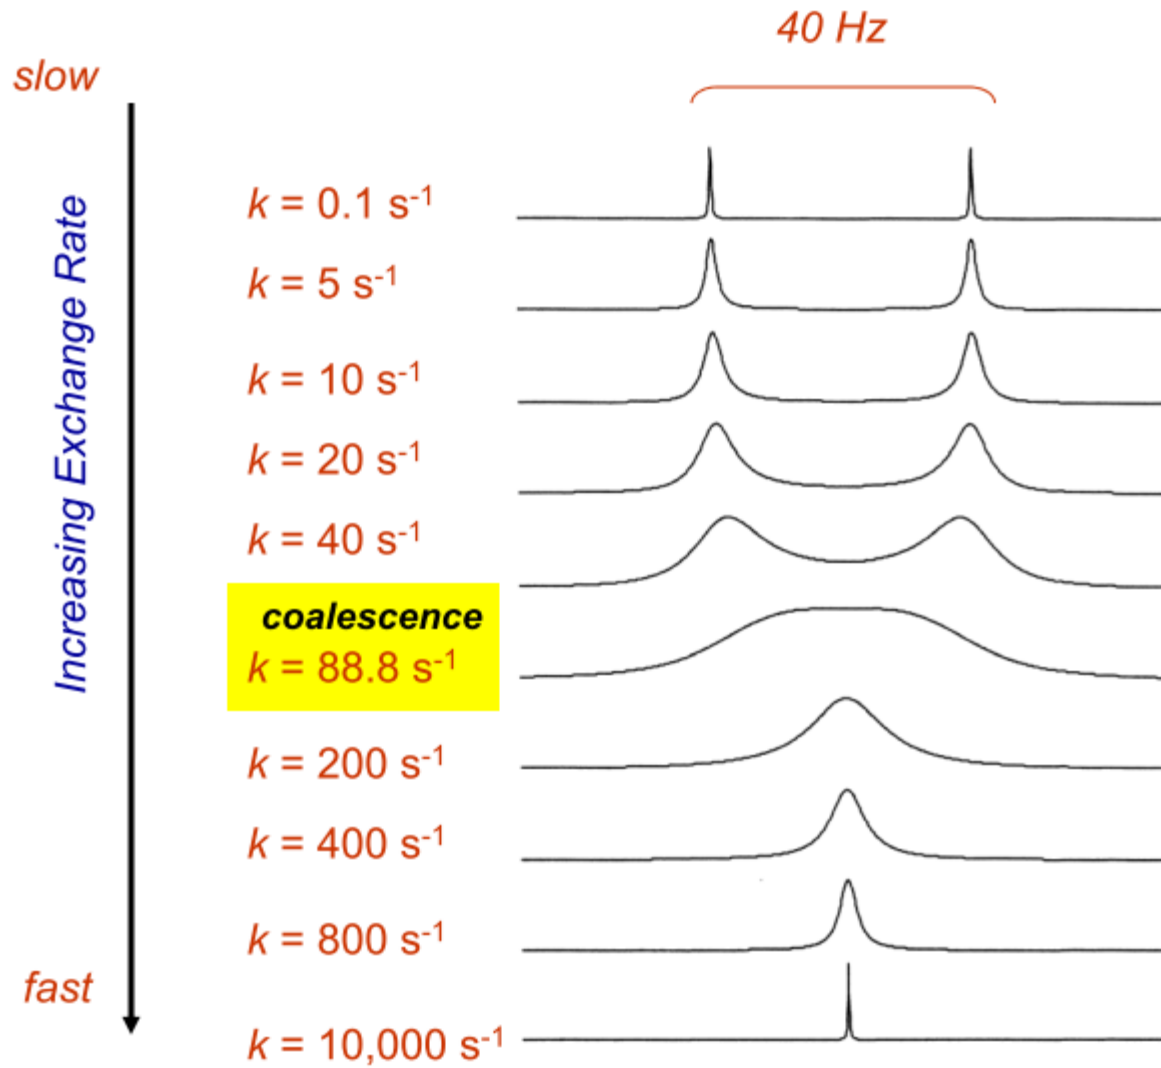 40 Hz
slow
Increasing Exchange Rate
k = 0.1 s⁻¹
k = 5 s⁻¹
k = 10 s⁻¹
k = 20 s⁻¹
k = 40 s⁻¹
coalescence
k = 88.8 s⁻¹
k = 200 s⁻¹
k = 400 s⁻¹
k = 800 s⁻¹
fast
k = 10,000 s⁻¹